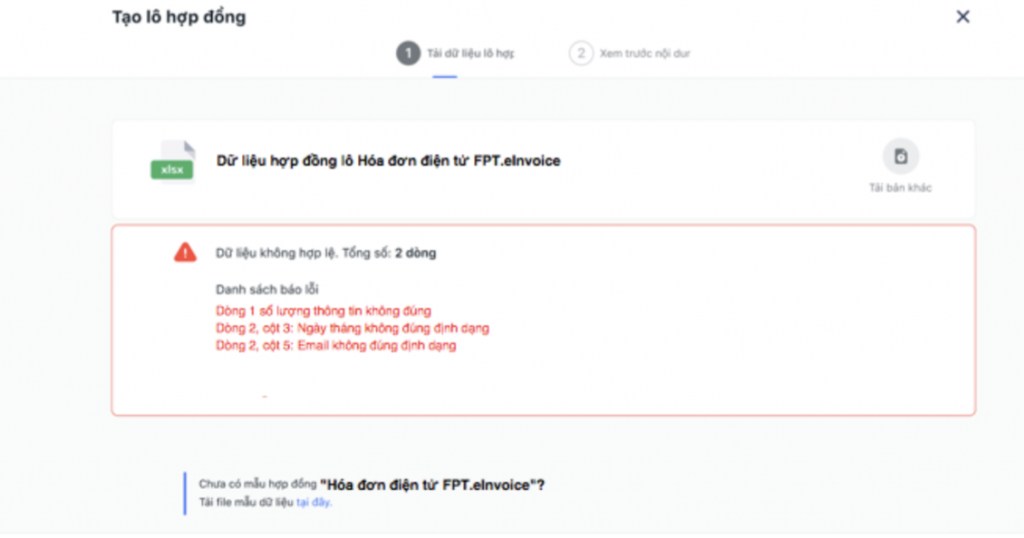 Tạo lô hợp đồng
1 Tải dữ liệu lô hợp
2 Xem trước nội dur
xlsx
Dữ liệu hợp đồng lô Hóa đơn điện tử FPT.eInvoice
Tải bản khác
Dữ liệu không hợp lệ. Tổng số: 2 dòng
Danh sách báo lỗi
Dòng 1 số lượng thông tin không đúng
Dòng 2, cột 3: Ngày tháng không đúng định dạng
Dòng 2, cột 5: Email không đúng định dạng
Chưa có mẫu hợp đồng "Hóa đơn điện tử FPT.eInvoice"?
Tải file mẫu dữ liệu tại đây.